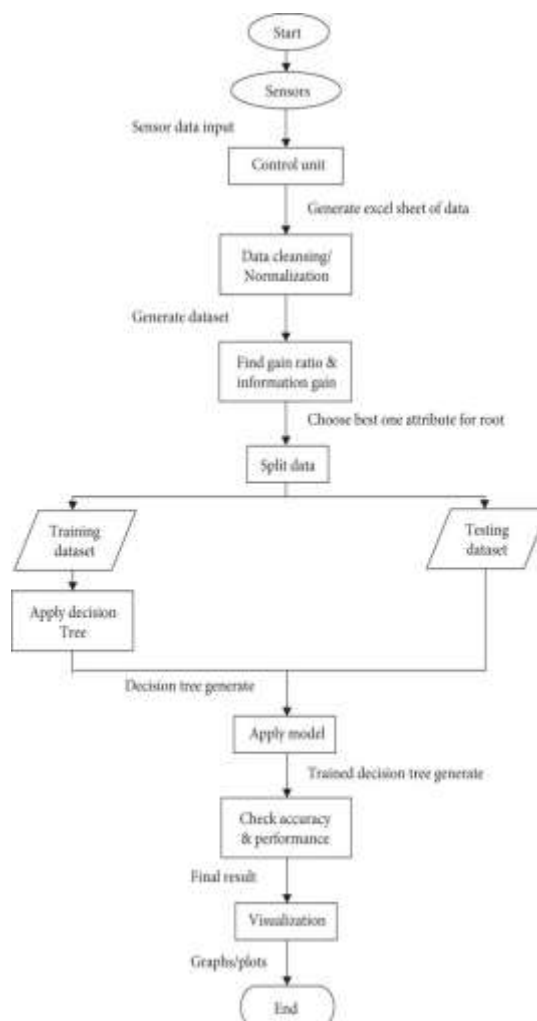 Start
Sensors
Sensor data input
Control unit
Generate excel sheet of data
Data cleansing/
Normalization
Generate dataset
Find gain ratio &
information gain
Choose best one attribute for root
Split data
Training
dataset
Testing
dataset
Apply decision
Tree
Decision tree generate
Apply model
Trained decision tree generate
Check accuracy
& performance
Final result
Visualization
Graphs/plots
End